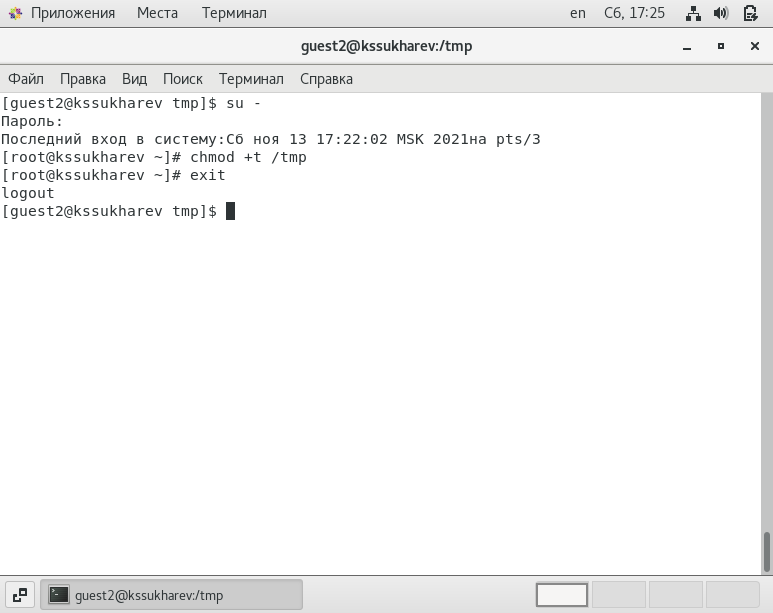 Приложения Места Терминал en Сб, 17:25
guest2@kssukharev:/tmp
Файл Правка Вид Поиск Терминал Справка
[guest2@kssukharev tmp]$ su -
Пароль:
Последний вход в систему:Сб ноя 13 17:22:02 MSK 2021на pts/3
[root@kssukharev ~]# chmod +t /tmp
[root@kssukharev ~]# exit
logout
[guest2@kssukharev tmp]$
guest2@kssukharev:/tmp